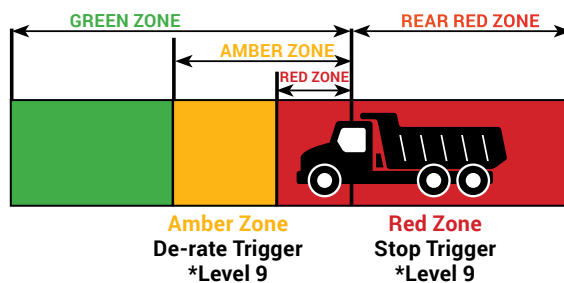 GREEN ZONE
REAR RED ZONE
AMBER ZONE
RED ZONE
Amber Zone
De-rate Trigger
*Level 9
Red Zone
Stop Trigger
*Level 9